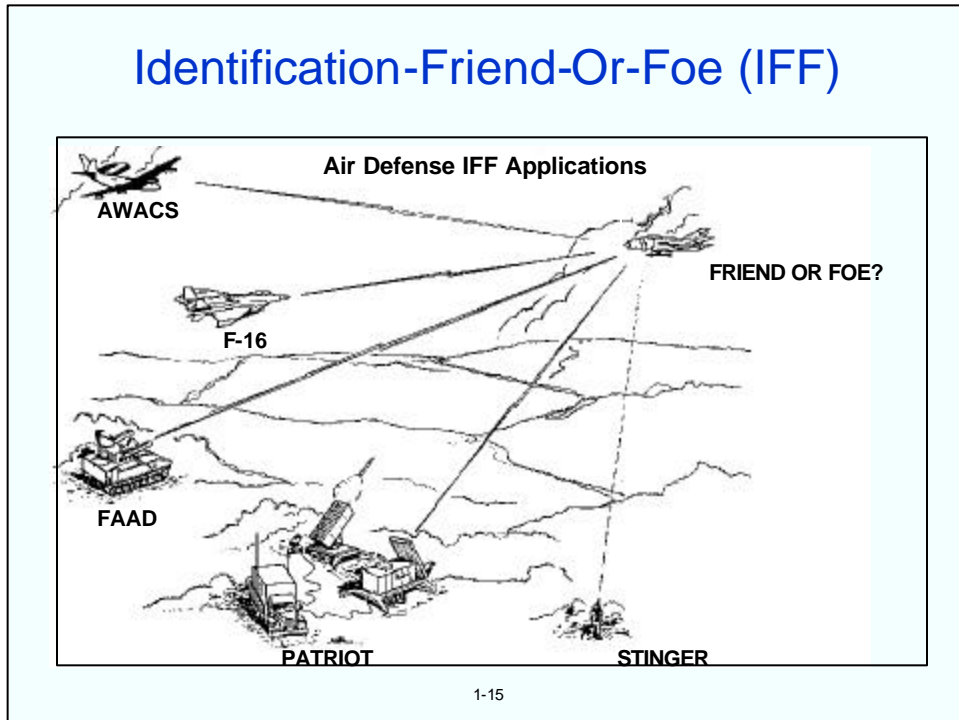 Identification-Friend-Or-Foe (IFF)
Air Defense IFF Applications
AWACS
FRIEND OR FOE?
F-16
FAAD
PATRIOT
STINGER
1-15